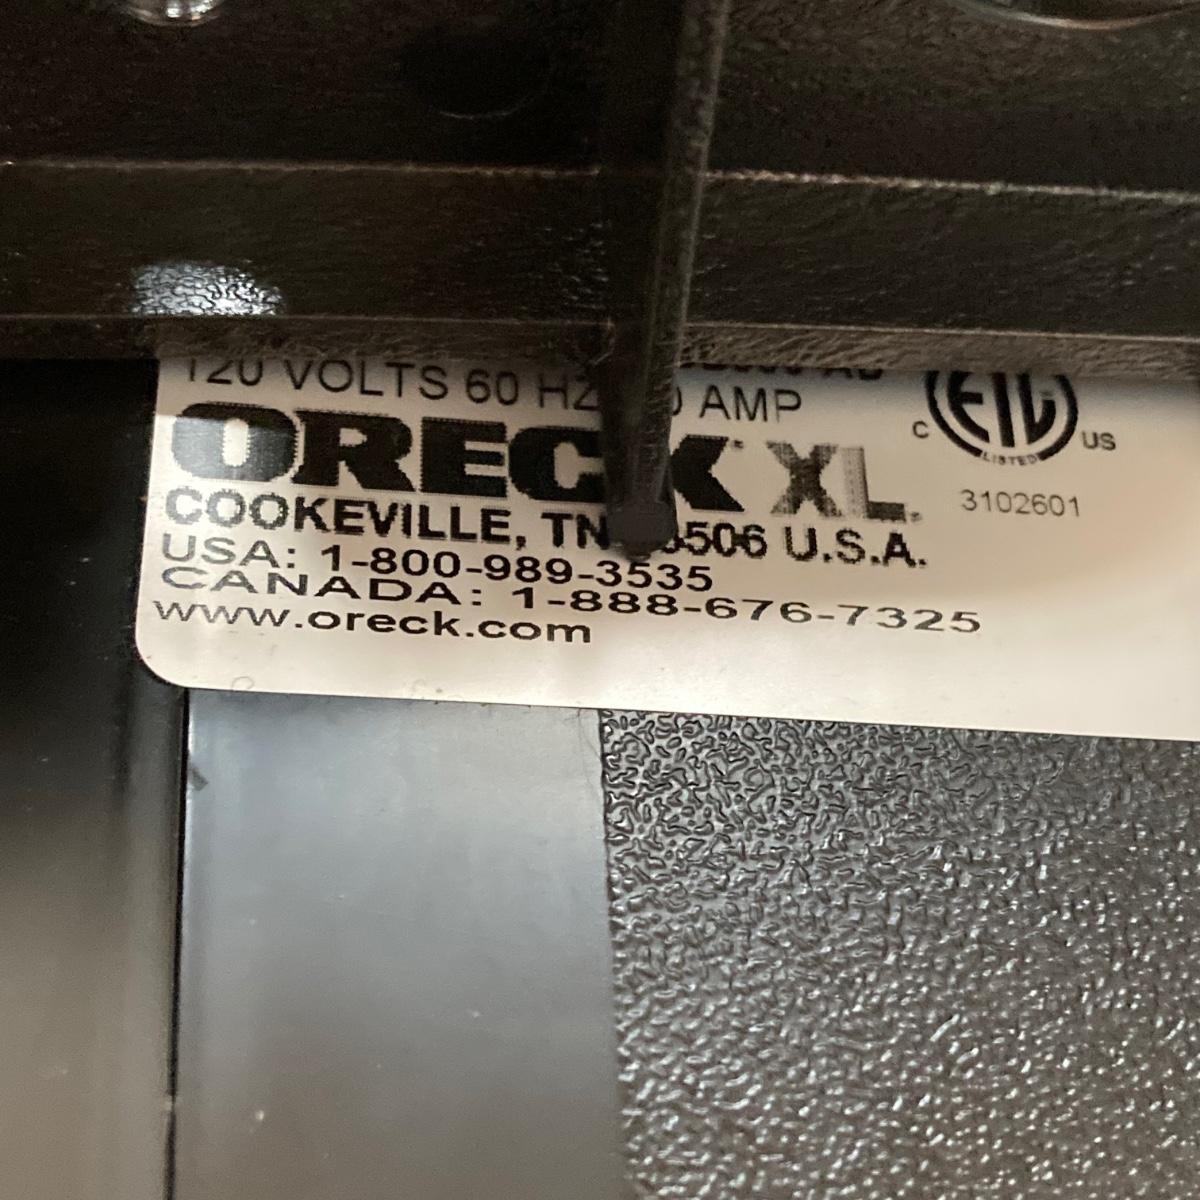 120 VOLTS 60 HZ AMP
ORECK XL
COOKEVILLE, TN U.S.A.
USA: 1-800-989-3535
CANADA: 1-888-676-7325
www.oreck.com
C ETL US
LISTED
3102601